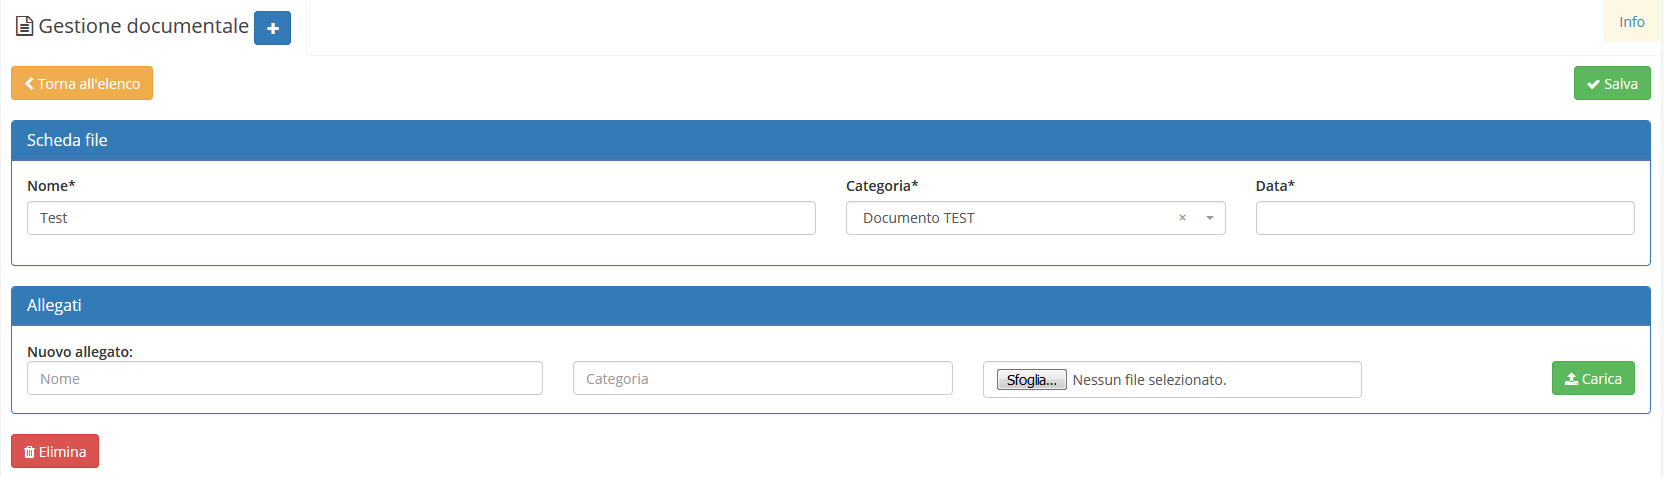 Gestione documentale
Info
Torna all'elenco
Salva
Scheda file
Nome*
Categoria*
Data*
Test
Documento TEST
Allegati
Nuovo allegato:
Nome
Categoria
Sfoglia... Nessun file selezionato.
Carica
Elimina